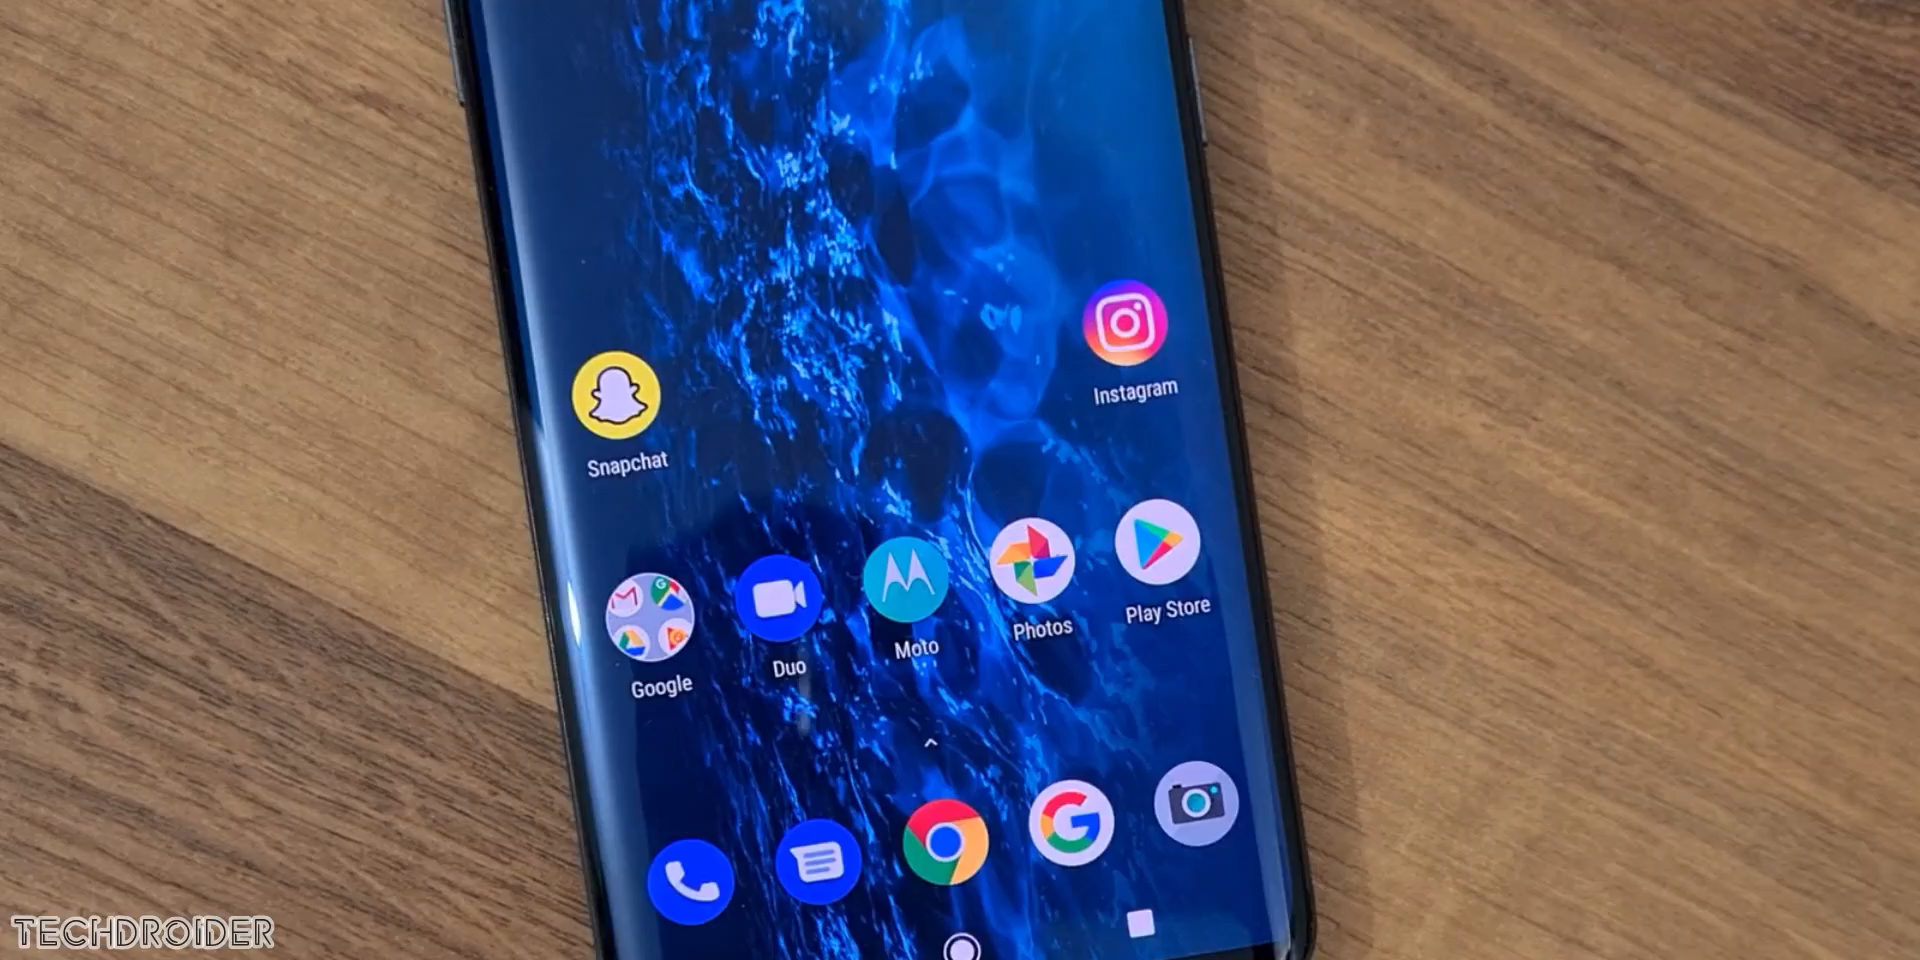 Instagram
Snapchat
Google
Duo
Moto
Photos
Play Store
TECHDROIDER